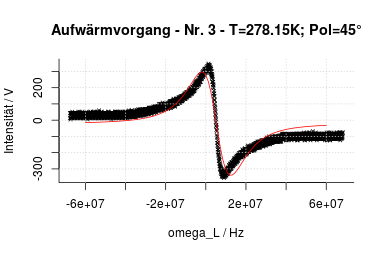 Aufwärmvorgang - Nr. 3 - T=278.15K; Pol=45°
Intensität / V
200
0
-300
-6e+07
-2e+07
2e+07
6e+07
omega_L / Hz